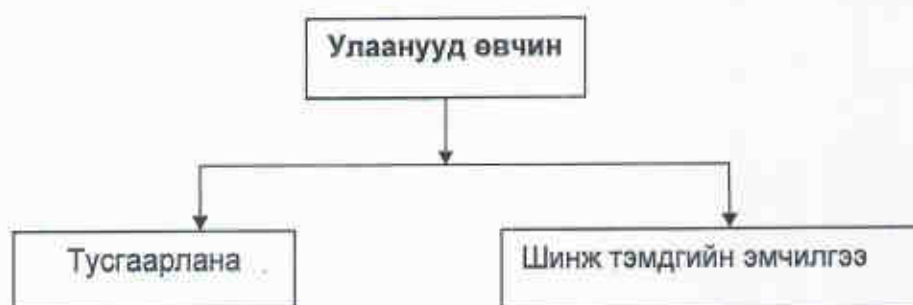 Улаанууд өвчин
Тусгаарлана
Шинж тэмдгийн эмчилгээ